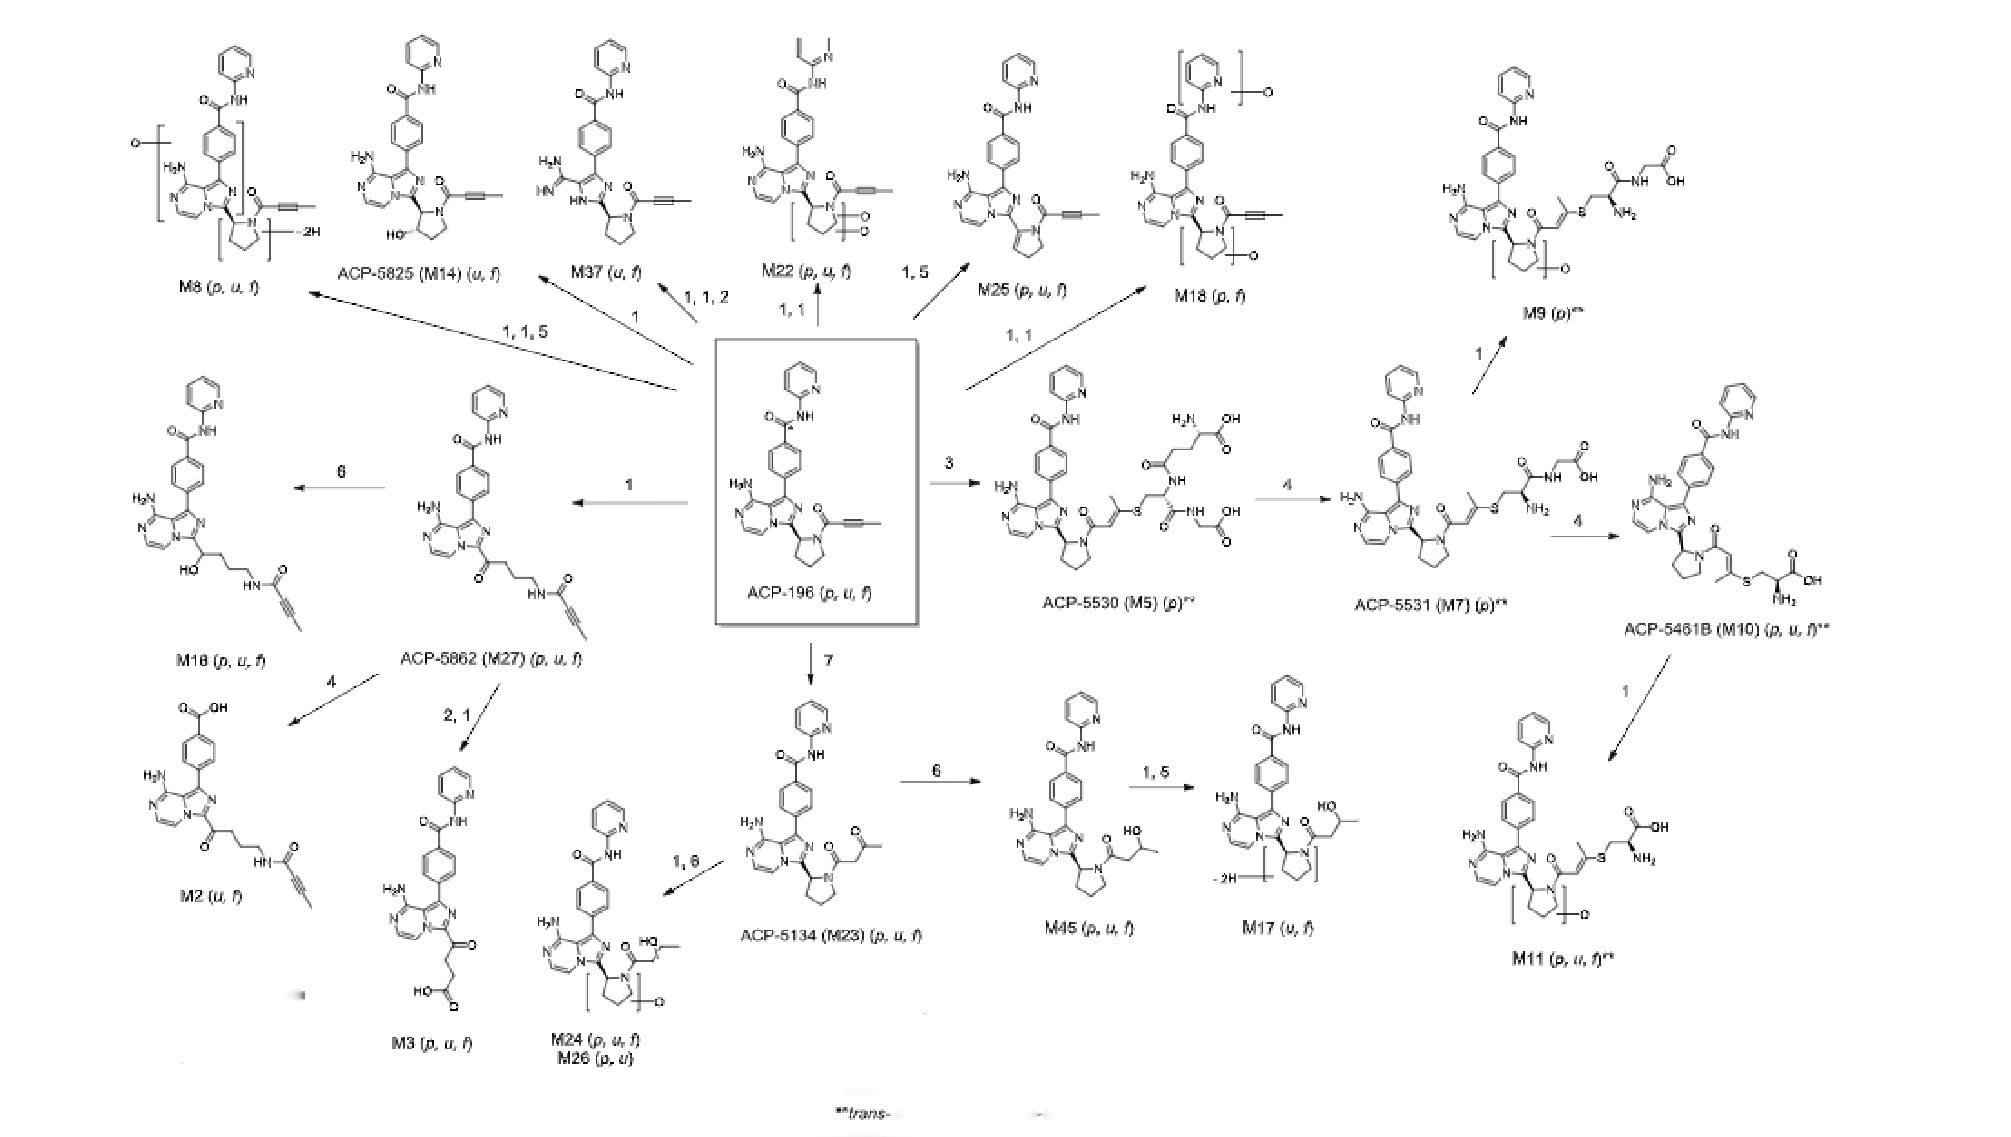 M8 (p, u, f)
ACP-5825 (M14) (u, f)
M37 (u, f)
M22 (p, u, f)
M25 (p, u, f)
M18 (p, f)
M9 (p)**
1, 1, 5
1
1, 1, 2
1, 1
1, 5
1, 1
1
6
1
3
4
4
ACP-196 (p, u, f)
ACP-5530 (M5) (p)**
ACP-5531 (M7) (p)**
ACP-5461B (M10) (p, u, f)**
M16 (p, u, f)
ACP-5862 (M27) (p, u, f)
4
2, 1
7
1
6
1, 5
1, 6
M2 (u, f)
M3 (p, u, f)
ACP-5134 (M23) (p, u, f)
M45 (p, u, f)
M17 (u, f)
M11 (p, u, f)**
M24 (p, u, f)
M26 (p, u)
**trans-